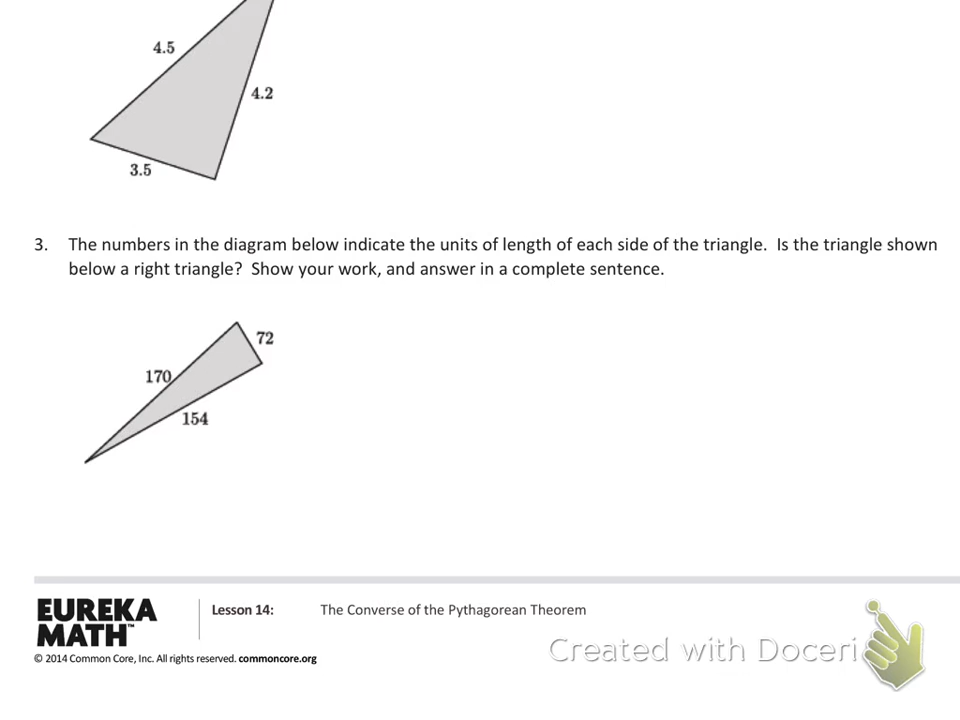 4.5
4.2
3.5
3. The numbers in the diagram below indicate the units of length of each side of the triangle. Is the triangle shown
below a right triangle? Show your work, and answer in a complete sentence.
72
170
154
EUREKA
MATH™
Lesson 14: The Converse of the Pythagorean Theorem
© 2014 Common Core, Inc. All rights reserved. commoncore.org
Created with Doceri